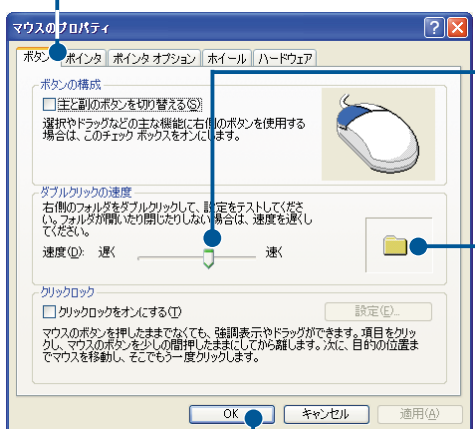 マウスのプロパティ
ボタン ポインタ ポインタ オプション ホイール ハードウェア
ボタンの構成
主と副のボタンを切り替える(S)
選択やドラッグなどの主な機能に右側のボタンを使用する
場合は、このチェック ボックスをオンにします。
ダブルクリックの速度
右側のフォルダをダブルクリックして、設定をテストしてくださ
い。フォルダが開いたり閉じたりしない場合は、速度を遅くし
てください。
速度(D): 遅く 速く
クリックロック
クリックロックをオンにする(T)
設定(E)...
マウスのボタンを押したままでなくても、強調表示やドラッグができます。項目をクリッ
クし、マウスのボタンを少しの間押したままにしてから離します。次に、目的の位置ま
でマウスを移動し、そこでもう一度クリックします。
OK キャンセル 適用(A)